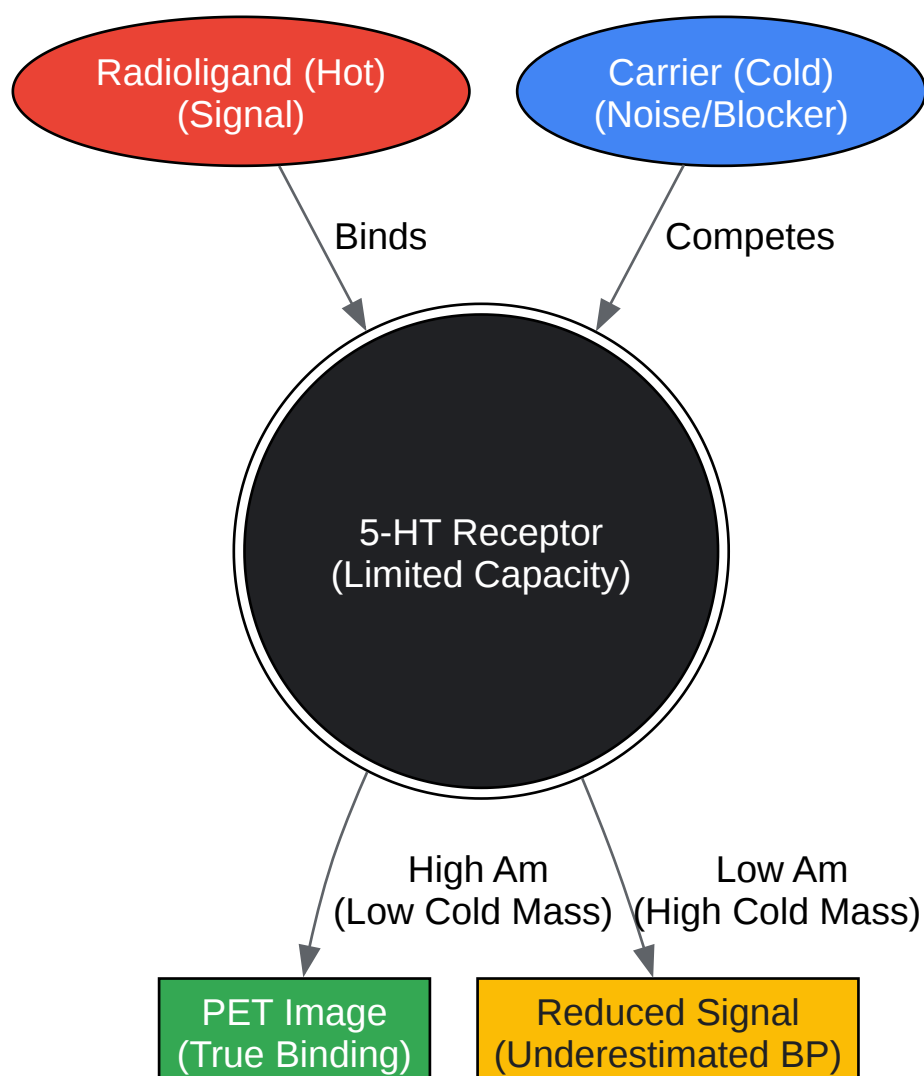 Radioligand (Hot)
(Signal)
Carrier (Cold)
(Noise/Blocker)
Binds
Competes
5-HT Receptor
(Limited Capacity)
High Am
(Low Cold Mass)
Low Am
(High Cold Mass)
PET Image
(True Binding)
Reduced Signal
(Underestimated BP)